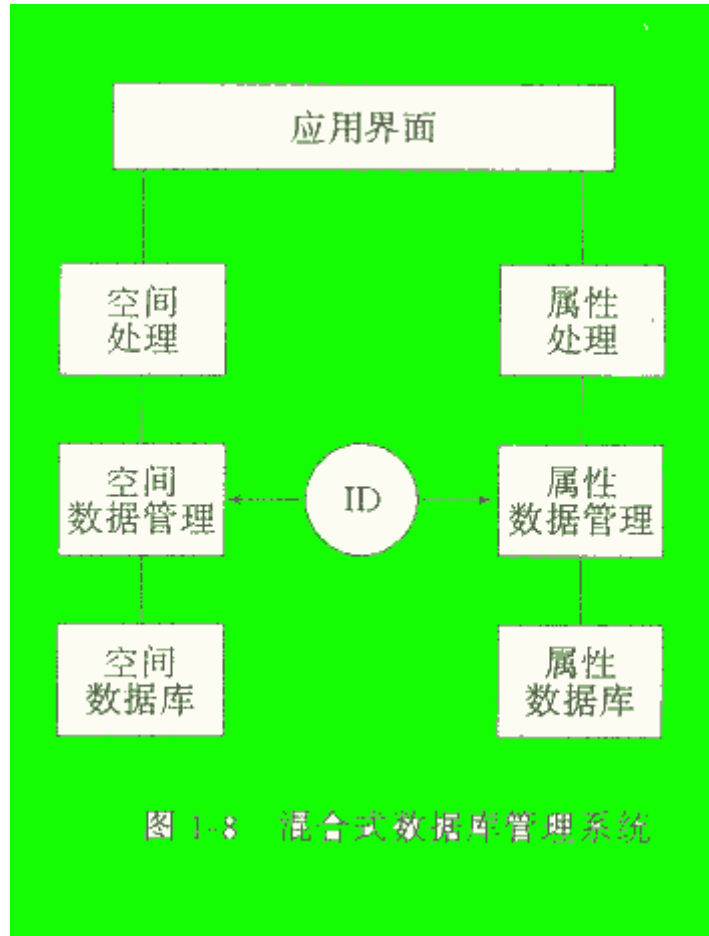 应用界面
空间
处理
属性
处理
空间
数据管理
ID
属性
数据管理
空间
数据库
属性
数据库
图 1-8 混合式数据库管理系统